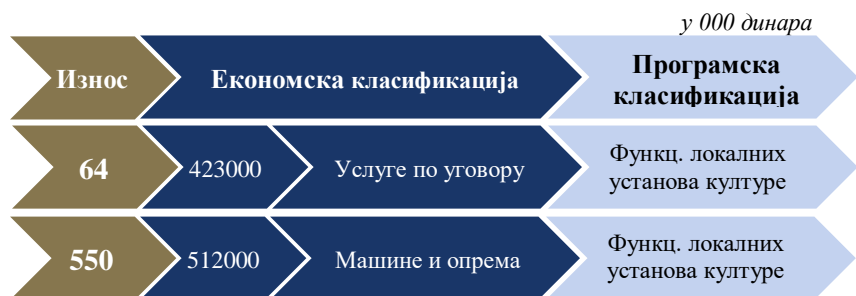 у 000 динара
Износ
Економска класификација
Програмска
класификација
64
423000
Услуге по уговору
Функц. локалних
установа културе
550
512000
Машине и опрема
Функц. локалних
установа културе